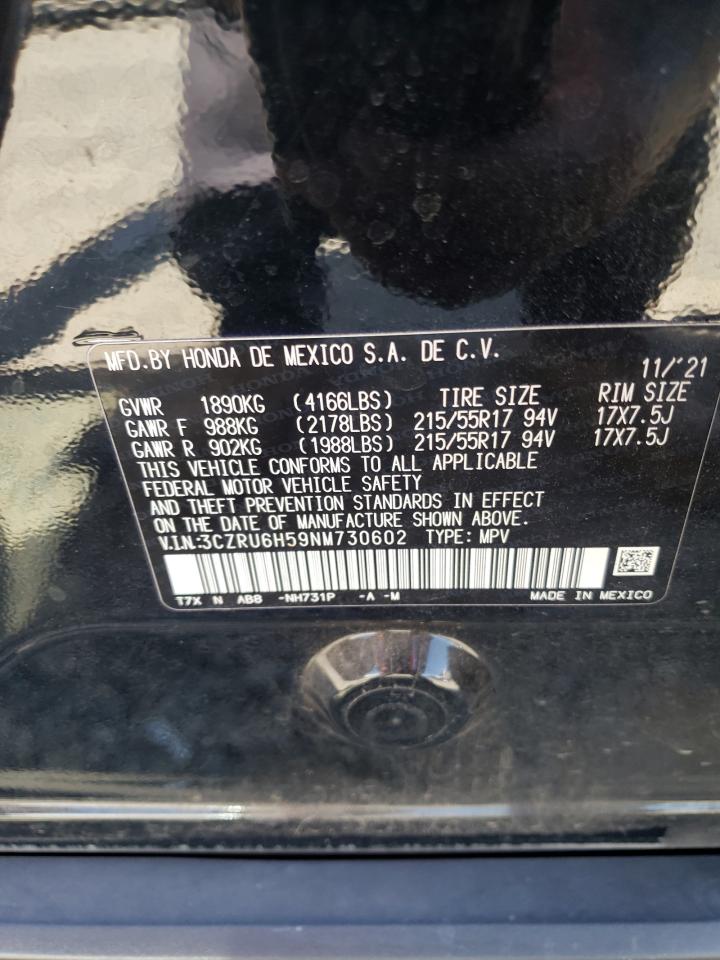 MFD.BY HONDA DE MEXICO S.A. DE C.V.
11/'21
GVWR 1890KG (4166LBS) TIRE SIZE RIM SIZE
GAWR F 988KG (2178LBS) 215/55R17 94V 17X7.5J
GAWR R 902KG (1988LBS) 215/55R17 94V 17X7.5J
THIS VEHICLE CONFORMS TO ALL APPLICABLE
FEDERAL MOTOR VEHICLE SAFETY
AND THEFT PREVENTION STANDARDS IN EFFECT
ON THE DATE OF MANUFACTURE SHOWN ABOVE.
V.I.N:3CZRU6H59NM730602 TYPE: MPV
T7X N ABB -NH731P -A -M MADE IN MEXICO